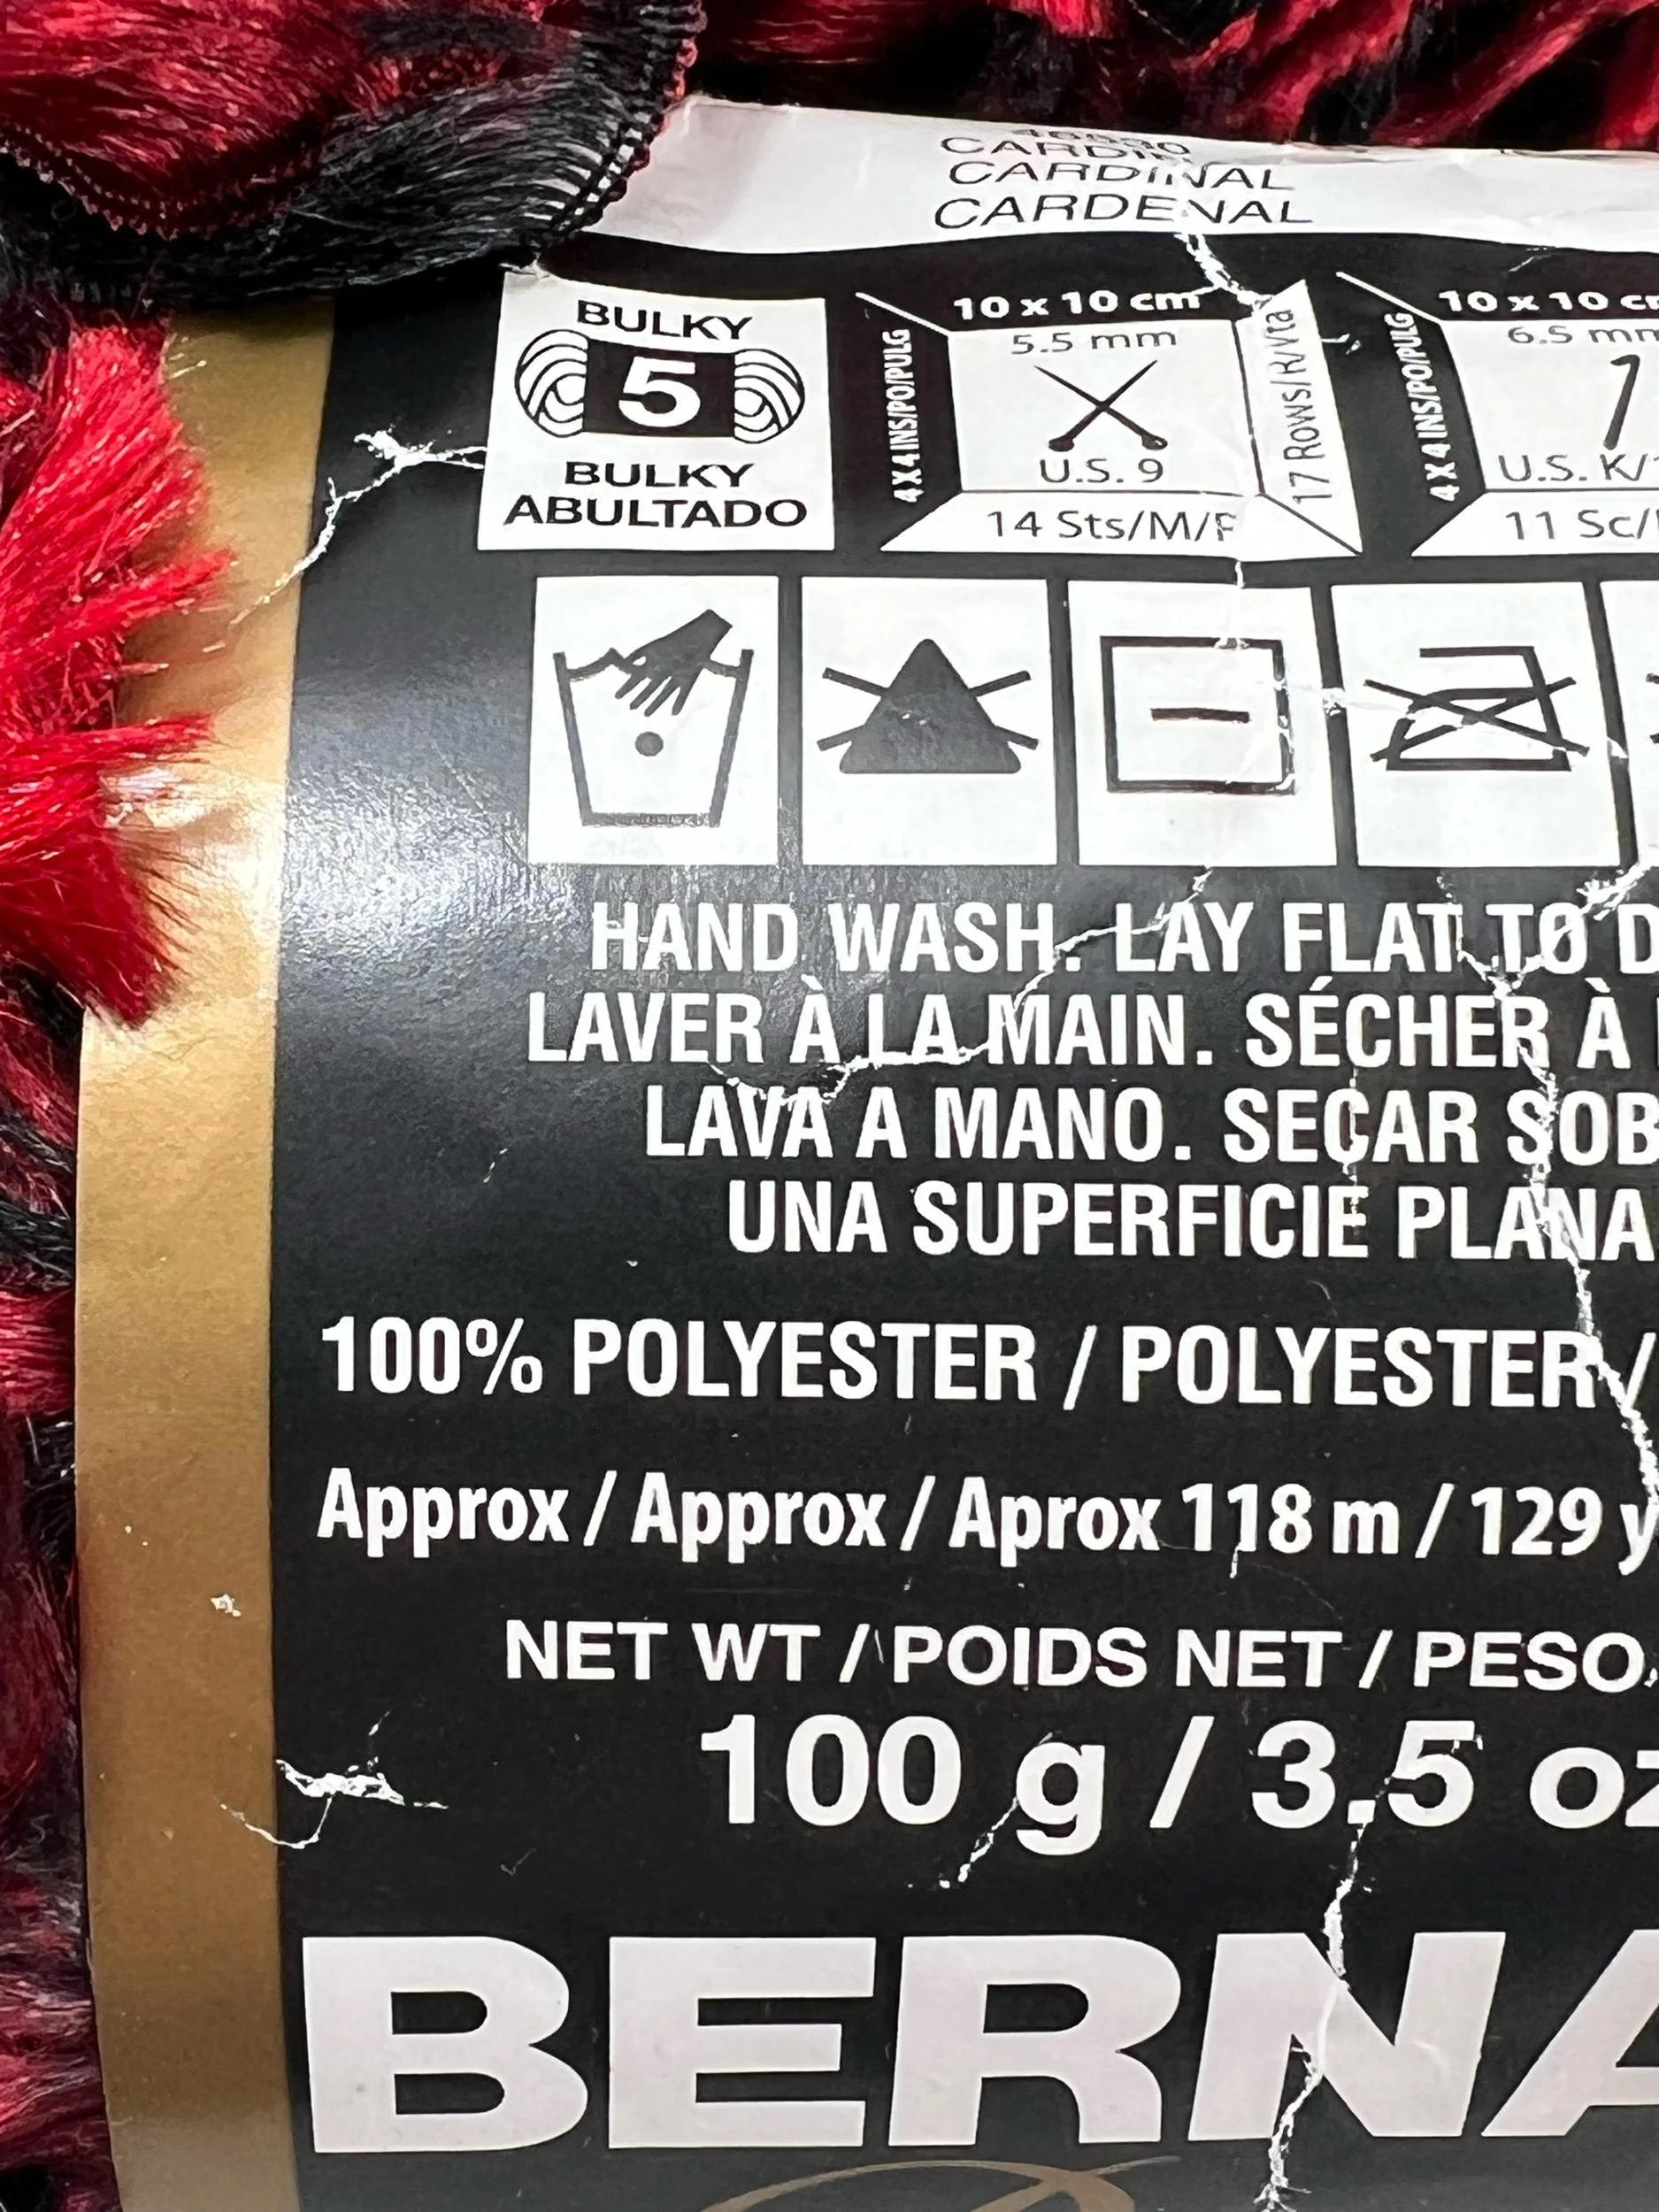 CARDINAL
CARDENAL
BULKY
5
BULKY
ABULTADO
10 x 10 cm
4 X 4 INS/PO/PULG
5.5 mm
U.S. 9
17 Rows/R/Vta
14 Sts/M/P
10 x 10 cm
4 X 4 INS/PO/PULG
6.5 mm
U.S. K/
11 Sc/
HAND WASH. LAY FLAT TO D
LAVER À LA MAIN. SÉCHER À
LAVA A MANO. SECAR SOB
UNA SUPERFICIE PLANA
100% POLYESTER / POLYESTER /
Approx / Approx / Aprox 118 m / 129 y
NET WT / POIDS NET / PESO
100 g / 3.5 oz
BERNA